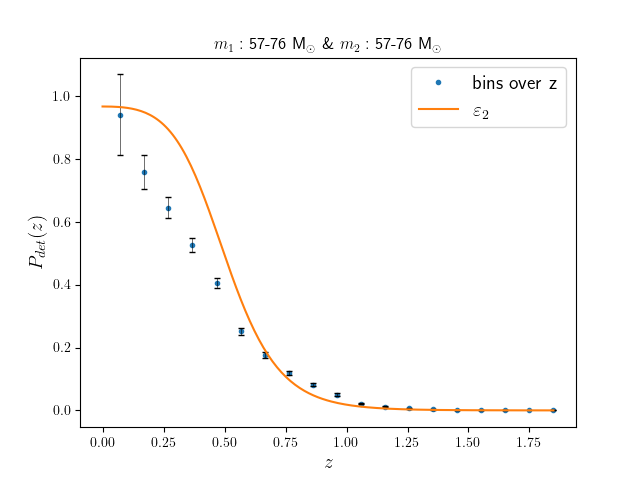 m₁ : 57-76 M⊙ & m₂ : 57-76 M⊙
bins over z
ε₂
P_det(z)
1.0
0.8
0.6
0.4
0.2
0.0
0.00 0.25 0.50 0.75 1.00 1.25 1.50 1.75
z